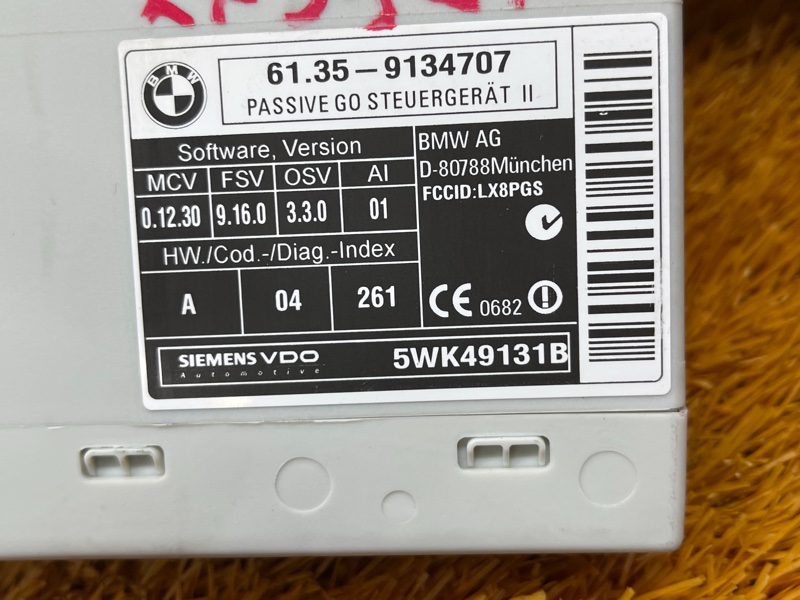 BMW
61.35-9134707
PASSIVE GO STEUERGERÄT II
Software, Version
MCV FSV OSV AI
0.12.30 9.16.0 3.3.0 01
HW./Cod.-/Diag.-Index
A 04 261
BMW AG
D-80788München
FCCID:LX8PGS
CE 0682
SIEMENS VDO
Automotive
5WK49131B